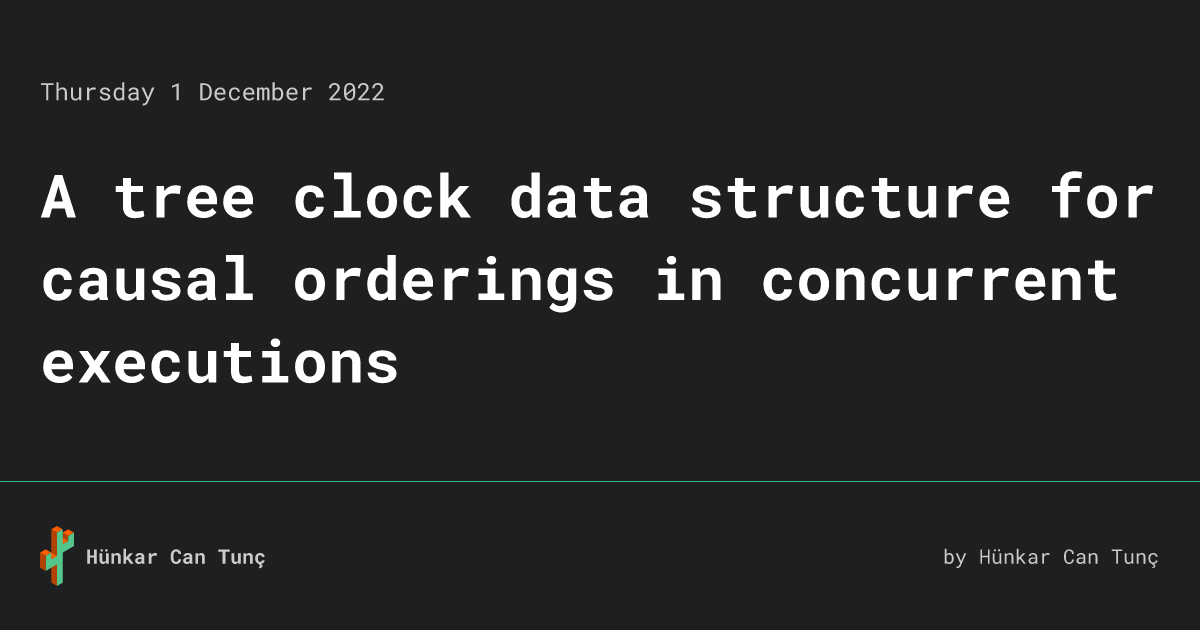 Thursday 1 December 2022
A tree clock data structure for
causal orderings in concurrent
executions
Hünkar Can Tunç
by Hünkar Can Tunç